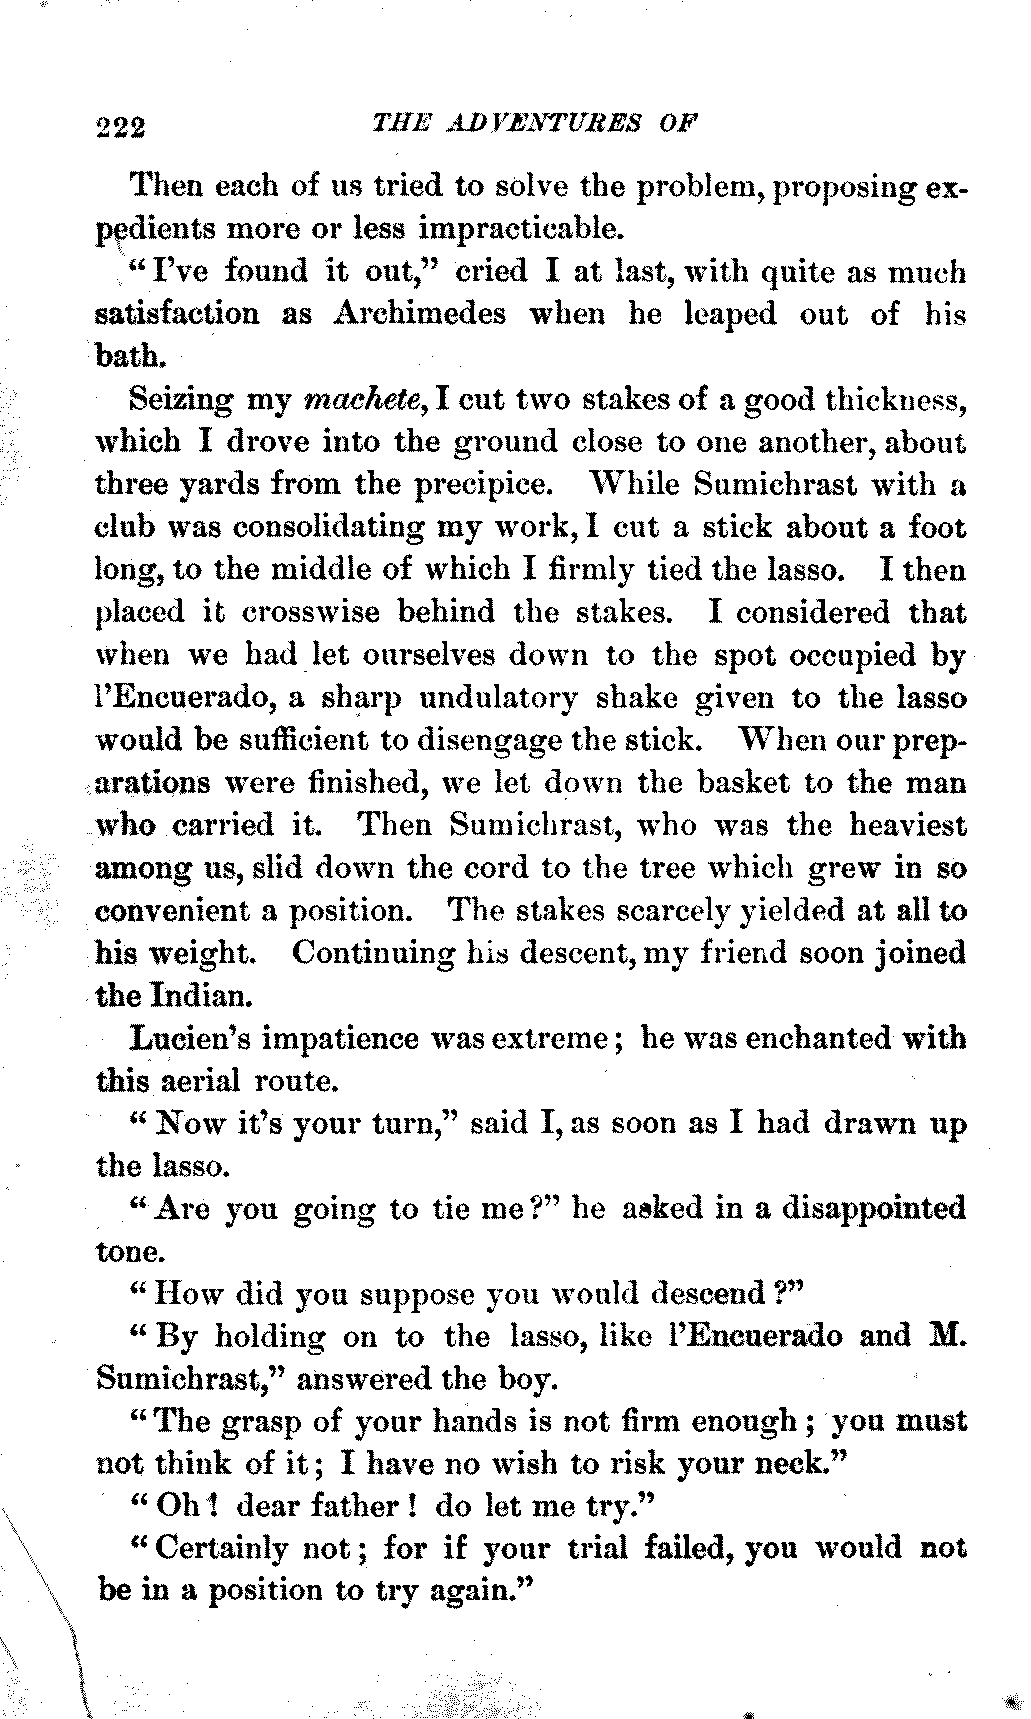 222 THE ADVENTURES OF
Then each of us tried to solve the problem, proposing ex-
pedients more or less impracticable.
"I've found it out," cried I at last, with quite as much
satisfaction as Archimedes when he leaped out of his
bath.
Seizing my machete, I cut two stakes of a good thickness,
which I drove into the ground close to one another, about
three yards from the precipice. While Sumichrast with a
club was consolidating my work, I cut a stick about a foot
long, to the middle of which I firmly tied the lasso. I then
placed it crosswise behind the stakes. I considered that
when we had let ourselves down to the spot occupied by
l'Encuerado, a sharp undulatory shake given to the lasso
would be sufficient to disengage the stick. When our prep-
arations were finished, we let down the basket to the man
who carried it. Then Sumichrast, who was the heaviest
among us, slid down the cord to the tree which grew in so
convenient a position. The stakes scarcely yielded at all to
his weight. Continuing his descent, my friend soon joined
the Indian.
Lucien's impatience was extreme; he was enchanted with
this aerial route.
"Now it's your turn," said I, as soon as I had drawn up
the lasso.
"Are you going to tie me?" he asked in a disappointed
tone.
"How did you suppose you would descend?"
"By holding on to the lasso, like l'Encuerado and M.
Sumichrast," answered the boy.
"The grasp of your hands is not firm enough; you must
not think of it; I have no wish to risk your neck."
"Oh! dear father! do let me try."
"Certainly not; for if your trial failed, you would not
be in a position to try again."